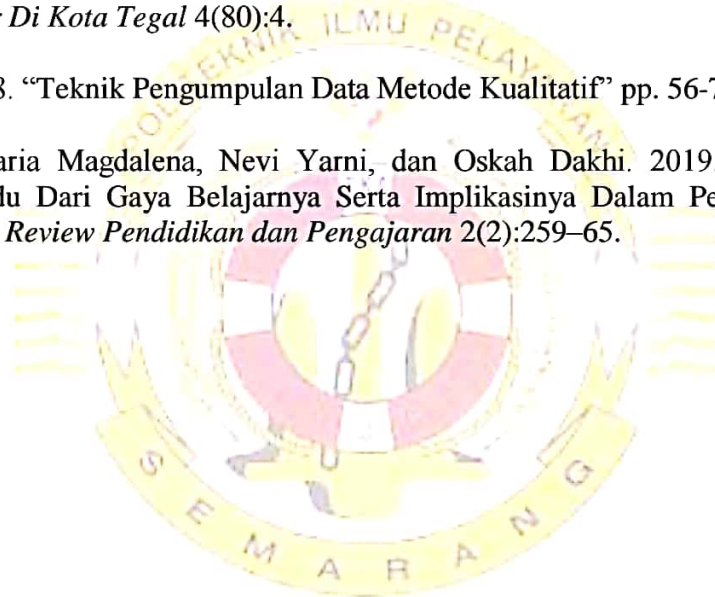 Di Kota Tegal 4(80):4.
8. “Teknik Pengumpulan Data Metode Kualitatif” pp. 56-7
aria Magdalena, Nevi Yarni, dan Oskah Dakhi. 2019.
du Dari Gaya Belajarnya Serta Implikasinya Dalam Pe
Review Pendidikan dan Pengajaran 2(2):259–65.
POLITEKNIK ILMU PELAYARAN
SEMARANG